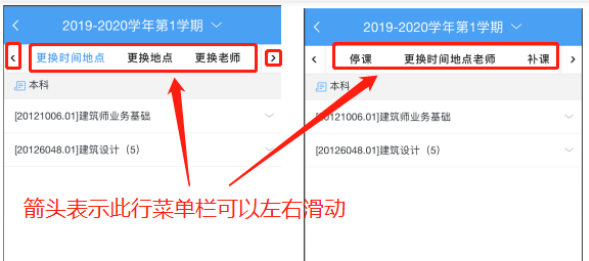 2019-2020学年第1学期
更换时间地点 更换地点 更换老师
本科
[20121006.01]建筑师业务基础
[20126048.01]建筑设计（5）
2019-2020学年第1学期
停课 更换时间地点老师 补课
本科
[20121006.01]建筑师业务基础
[20126048.01]建筑设计（5）
箭头表示此行菜单栏可以左右滑动